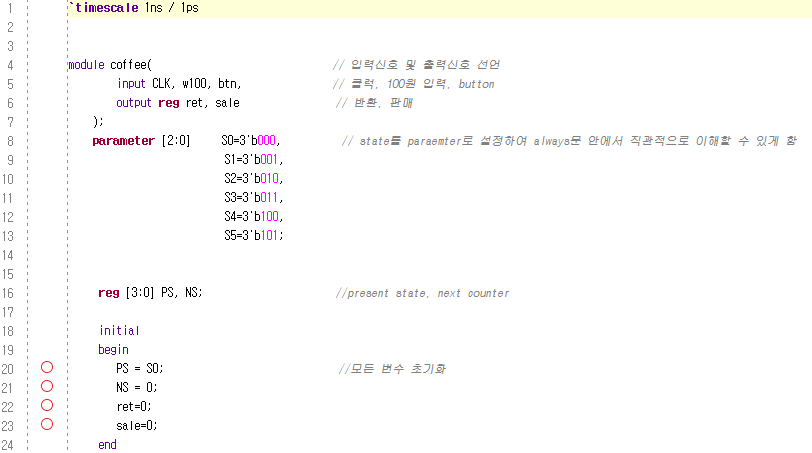 1 `timescale 1ns / 1ps
2
3
4 module coffee( // 입력신호 및 출력신호 선언
5 input CLK, w100, btn, // 클럭, 100원 입력, button
6 output reg ret, sale // 반환, 판매
7 );
8 parameter [2:0] S0=3'b000, // state를 paraemter로 설정하여 always문 안에서 직관적으로 이해할 수 있게 함
9 S1=3'b001,
10 S2=3'b010,
11 S3=3'b011,
12 S4=3'b100,
13 S5=3'b101;
14
15
16 reg [3:0] PS, NS; //present state, next counter
17
18 initial
19 begin
20 PS = S0; //모든 변수 초기화
21 NS = 0;
22 ret=0;
23 sale=0;
24 end